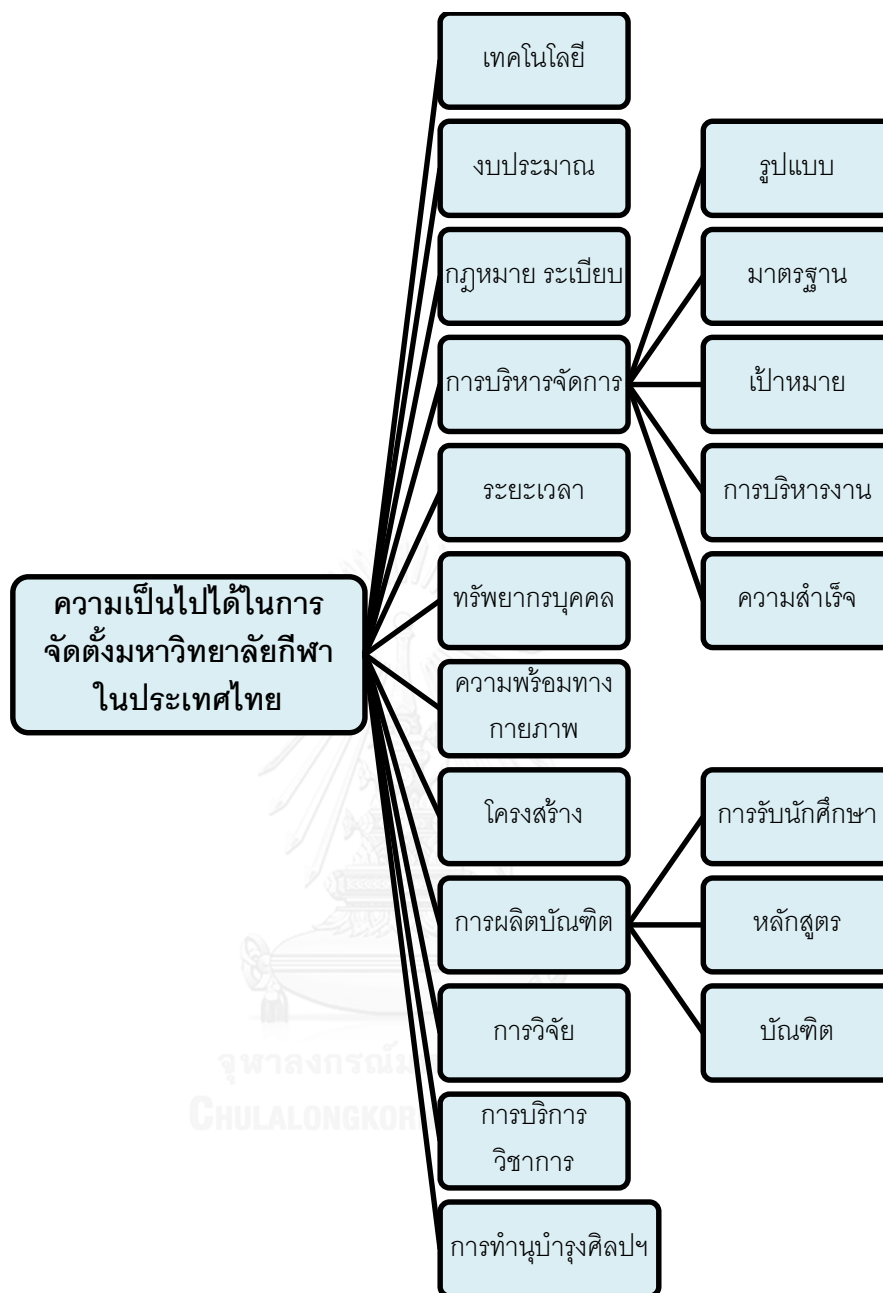 เทคโนโลยี
งบประมาณ
กฎหมาย ระเบียบ
การบริหารจัดการ
รูปแบบ
มาตรฐาน
เป้าหมาย
การบริหารงาน
ความสำเร็จ
ระยะเวลา
ทรัพยากรบุคคล
ความเป็นไปได้ในการ
จัดตั้งมหาวิทยาลัยกีฬา
ในประเทศไทย
ความพร้อมทาง
กายภาพ
โครงสร้าง
การผลิตบัณฑิต
การรับนักศึกษา
หลักสูตร
บัณฑิต
การวิจัย
การบริการ
วิชาการ
การทำนุบำรุงศิลปฯ
จุฬาลงกรณ์ม
CHULALONGKOR